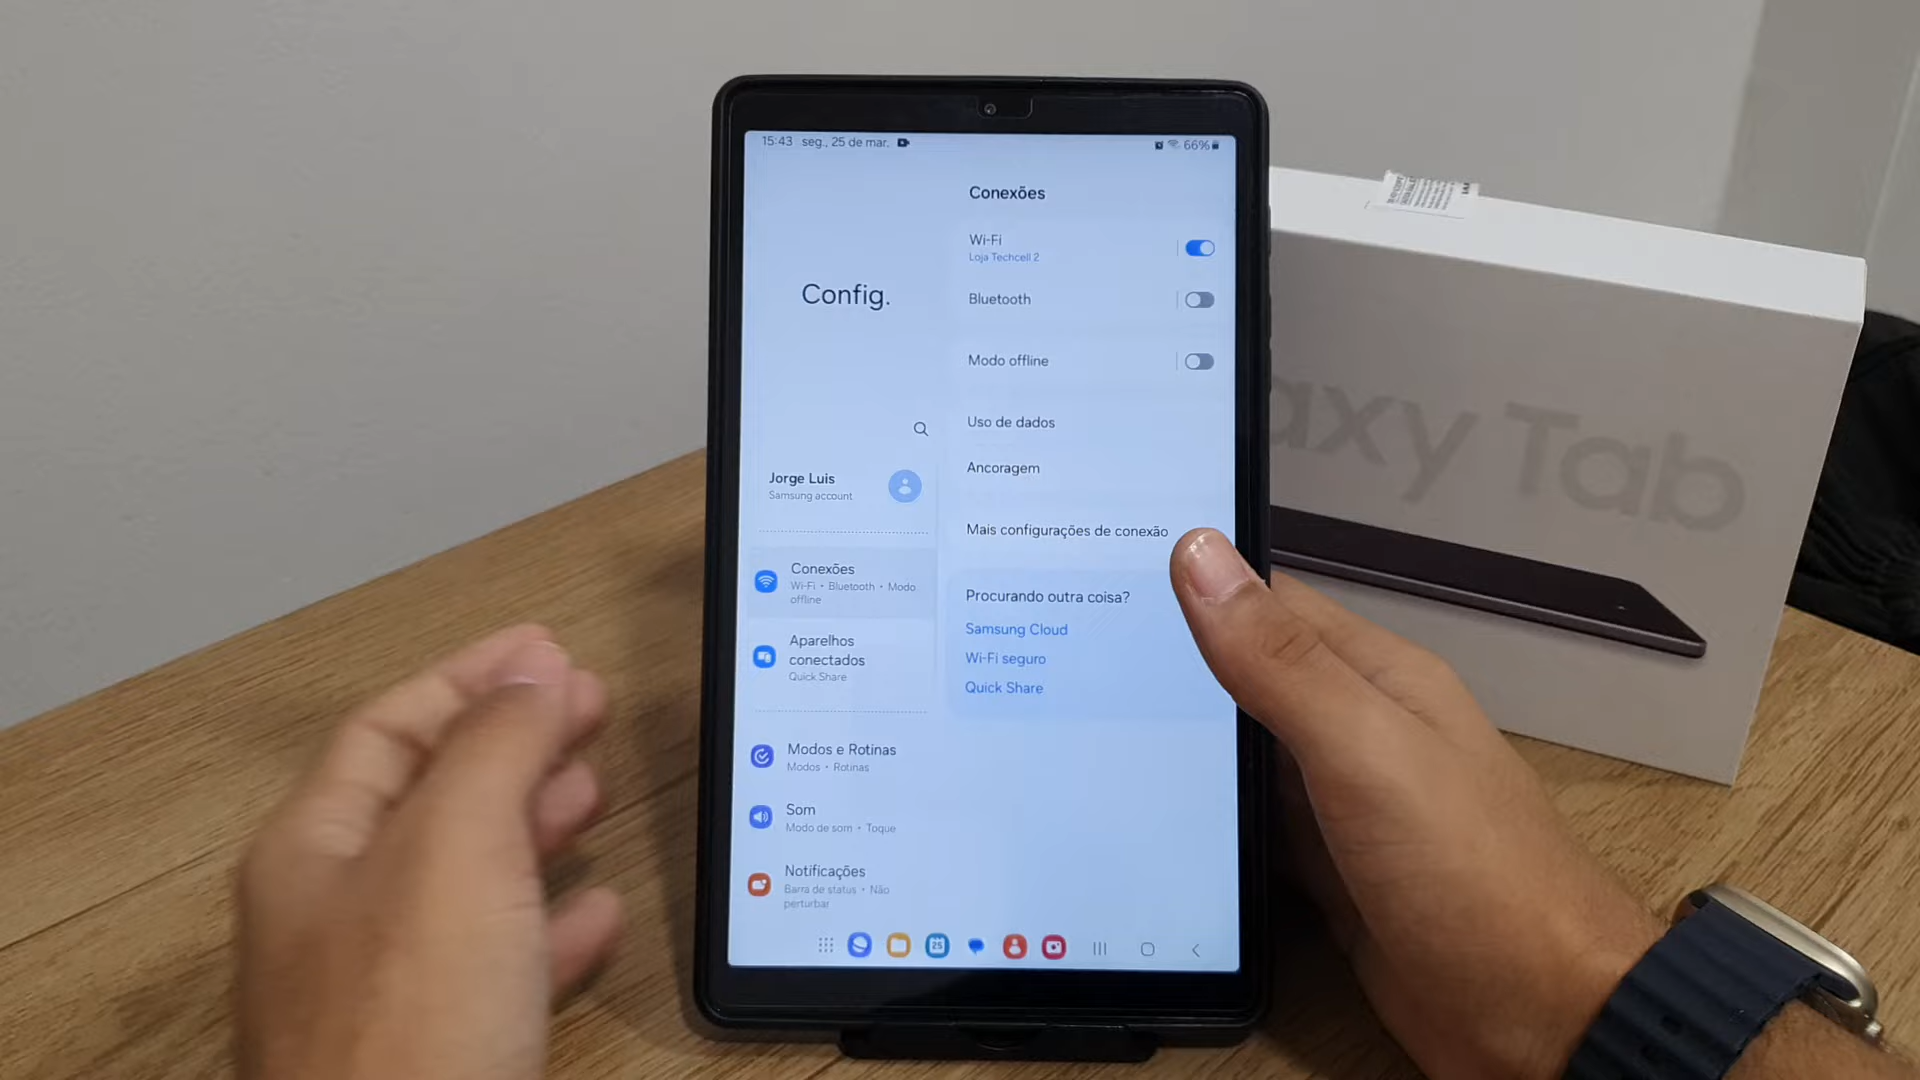 15:43 seg., 25 de mar.
66%
Config.
Jorge Luis
Samsung account
Conexões
Wi-Fi • Bluetooth • Modo
offline
Aparelhos
conectados
Quick Share
Modos e Rotinas
Modos • Rotinas
Som
Modo de som • Toque
Notificações
Barra de status • Não
perturbar
Conexões
Wi-Fi
Loja Techcell 2
Bluetooth
Modo offline
Uso de dados
Ancoragem
Mais configurações de conexão
Procurando outra coisa?
Samsung Cloud
Wi-Fi seguro
Quick Share
25
axy Tab